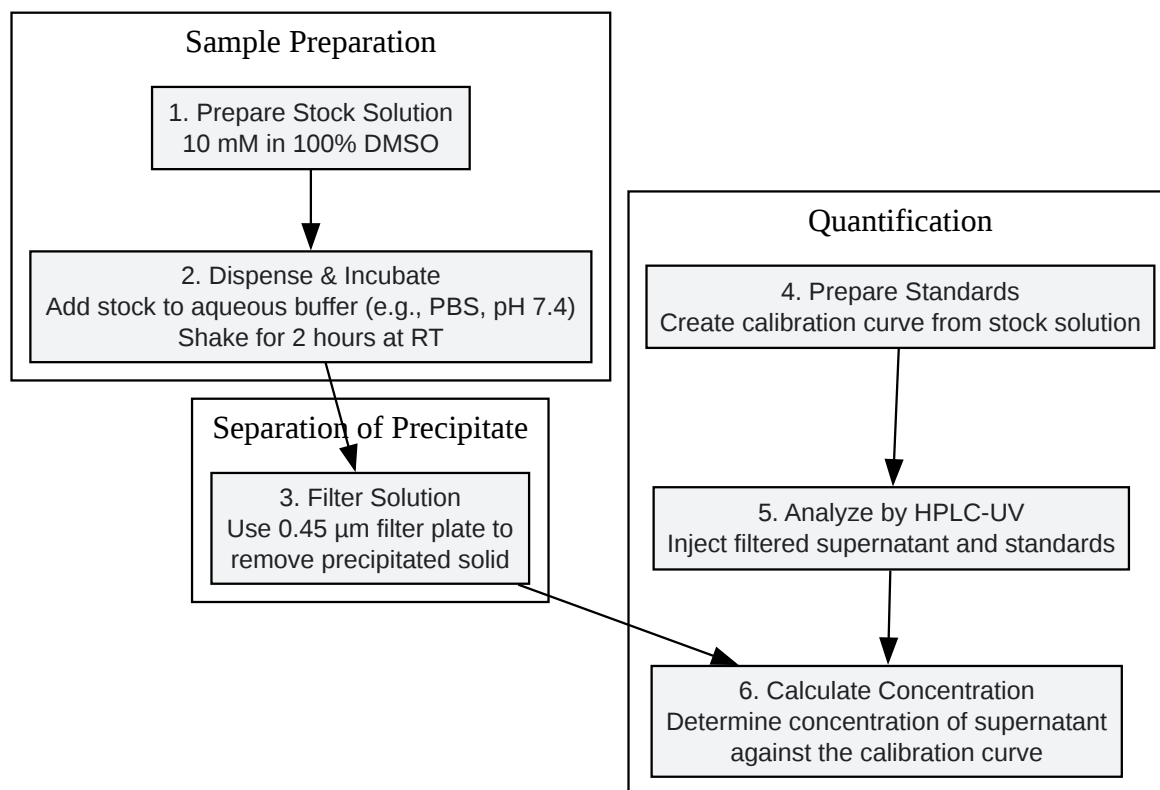 Sample Preparation
1. Prepare Stock Solution
10 mM in 100% DMSO
2. Dispense & Incubate
Add stock to aqueous buffer (e.g., PBS, pH 7.4)
Shake for 2 hours at RT
Separation of Precipitate
3. Filter Solution
Use 0.45 µm filter plate to
remove precipitated solid
Quantification
4. Prepare Standards
Create calibration curve from stock solution
5. Analyze by HPLC-UV
Inject filtered supernatant and standards
6. Calculate Concentration
Determine concentration of supernatant
against the calibration curve